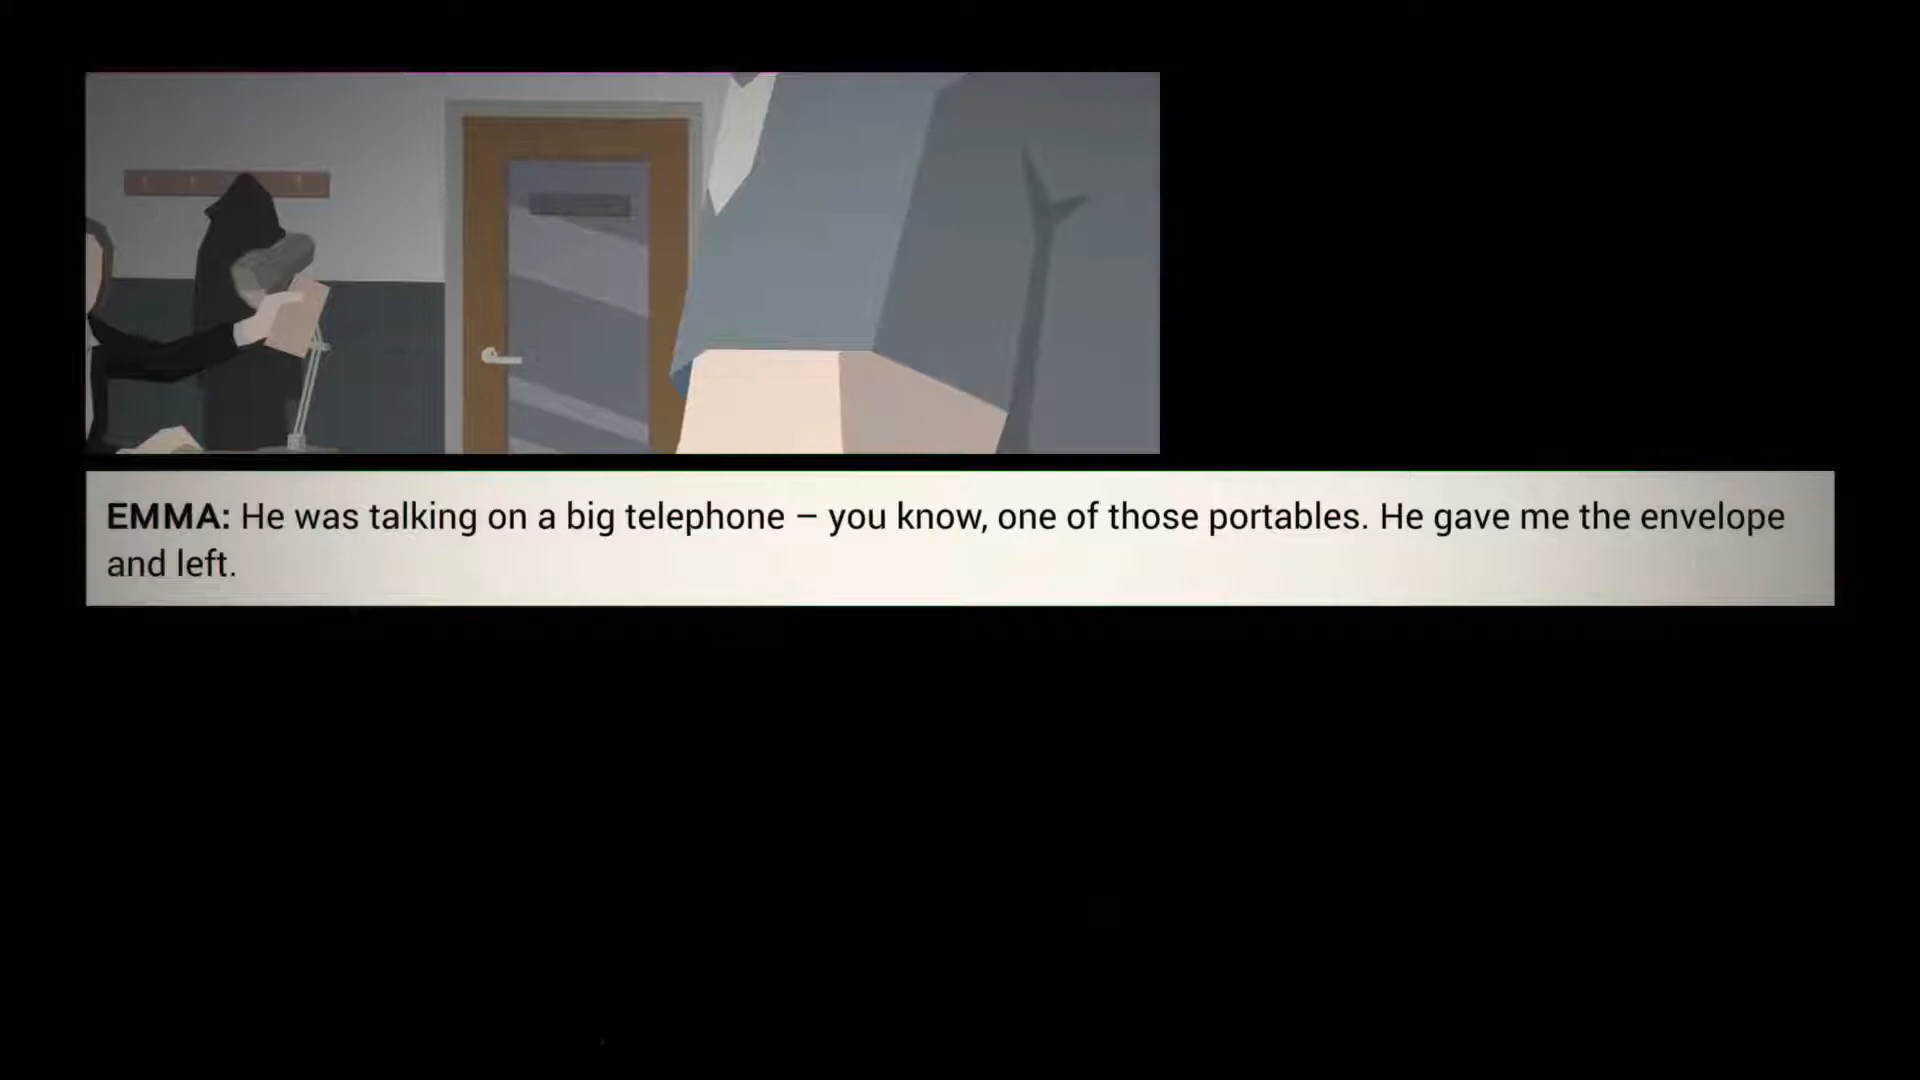 EMMA: He was talking on a big telephone – you know, one of those portables. He gave me the envelope
and left.